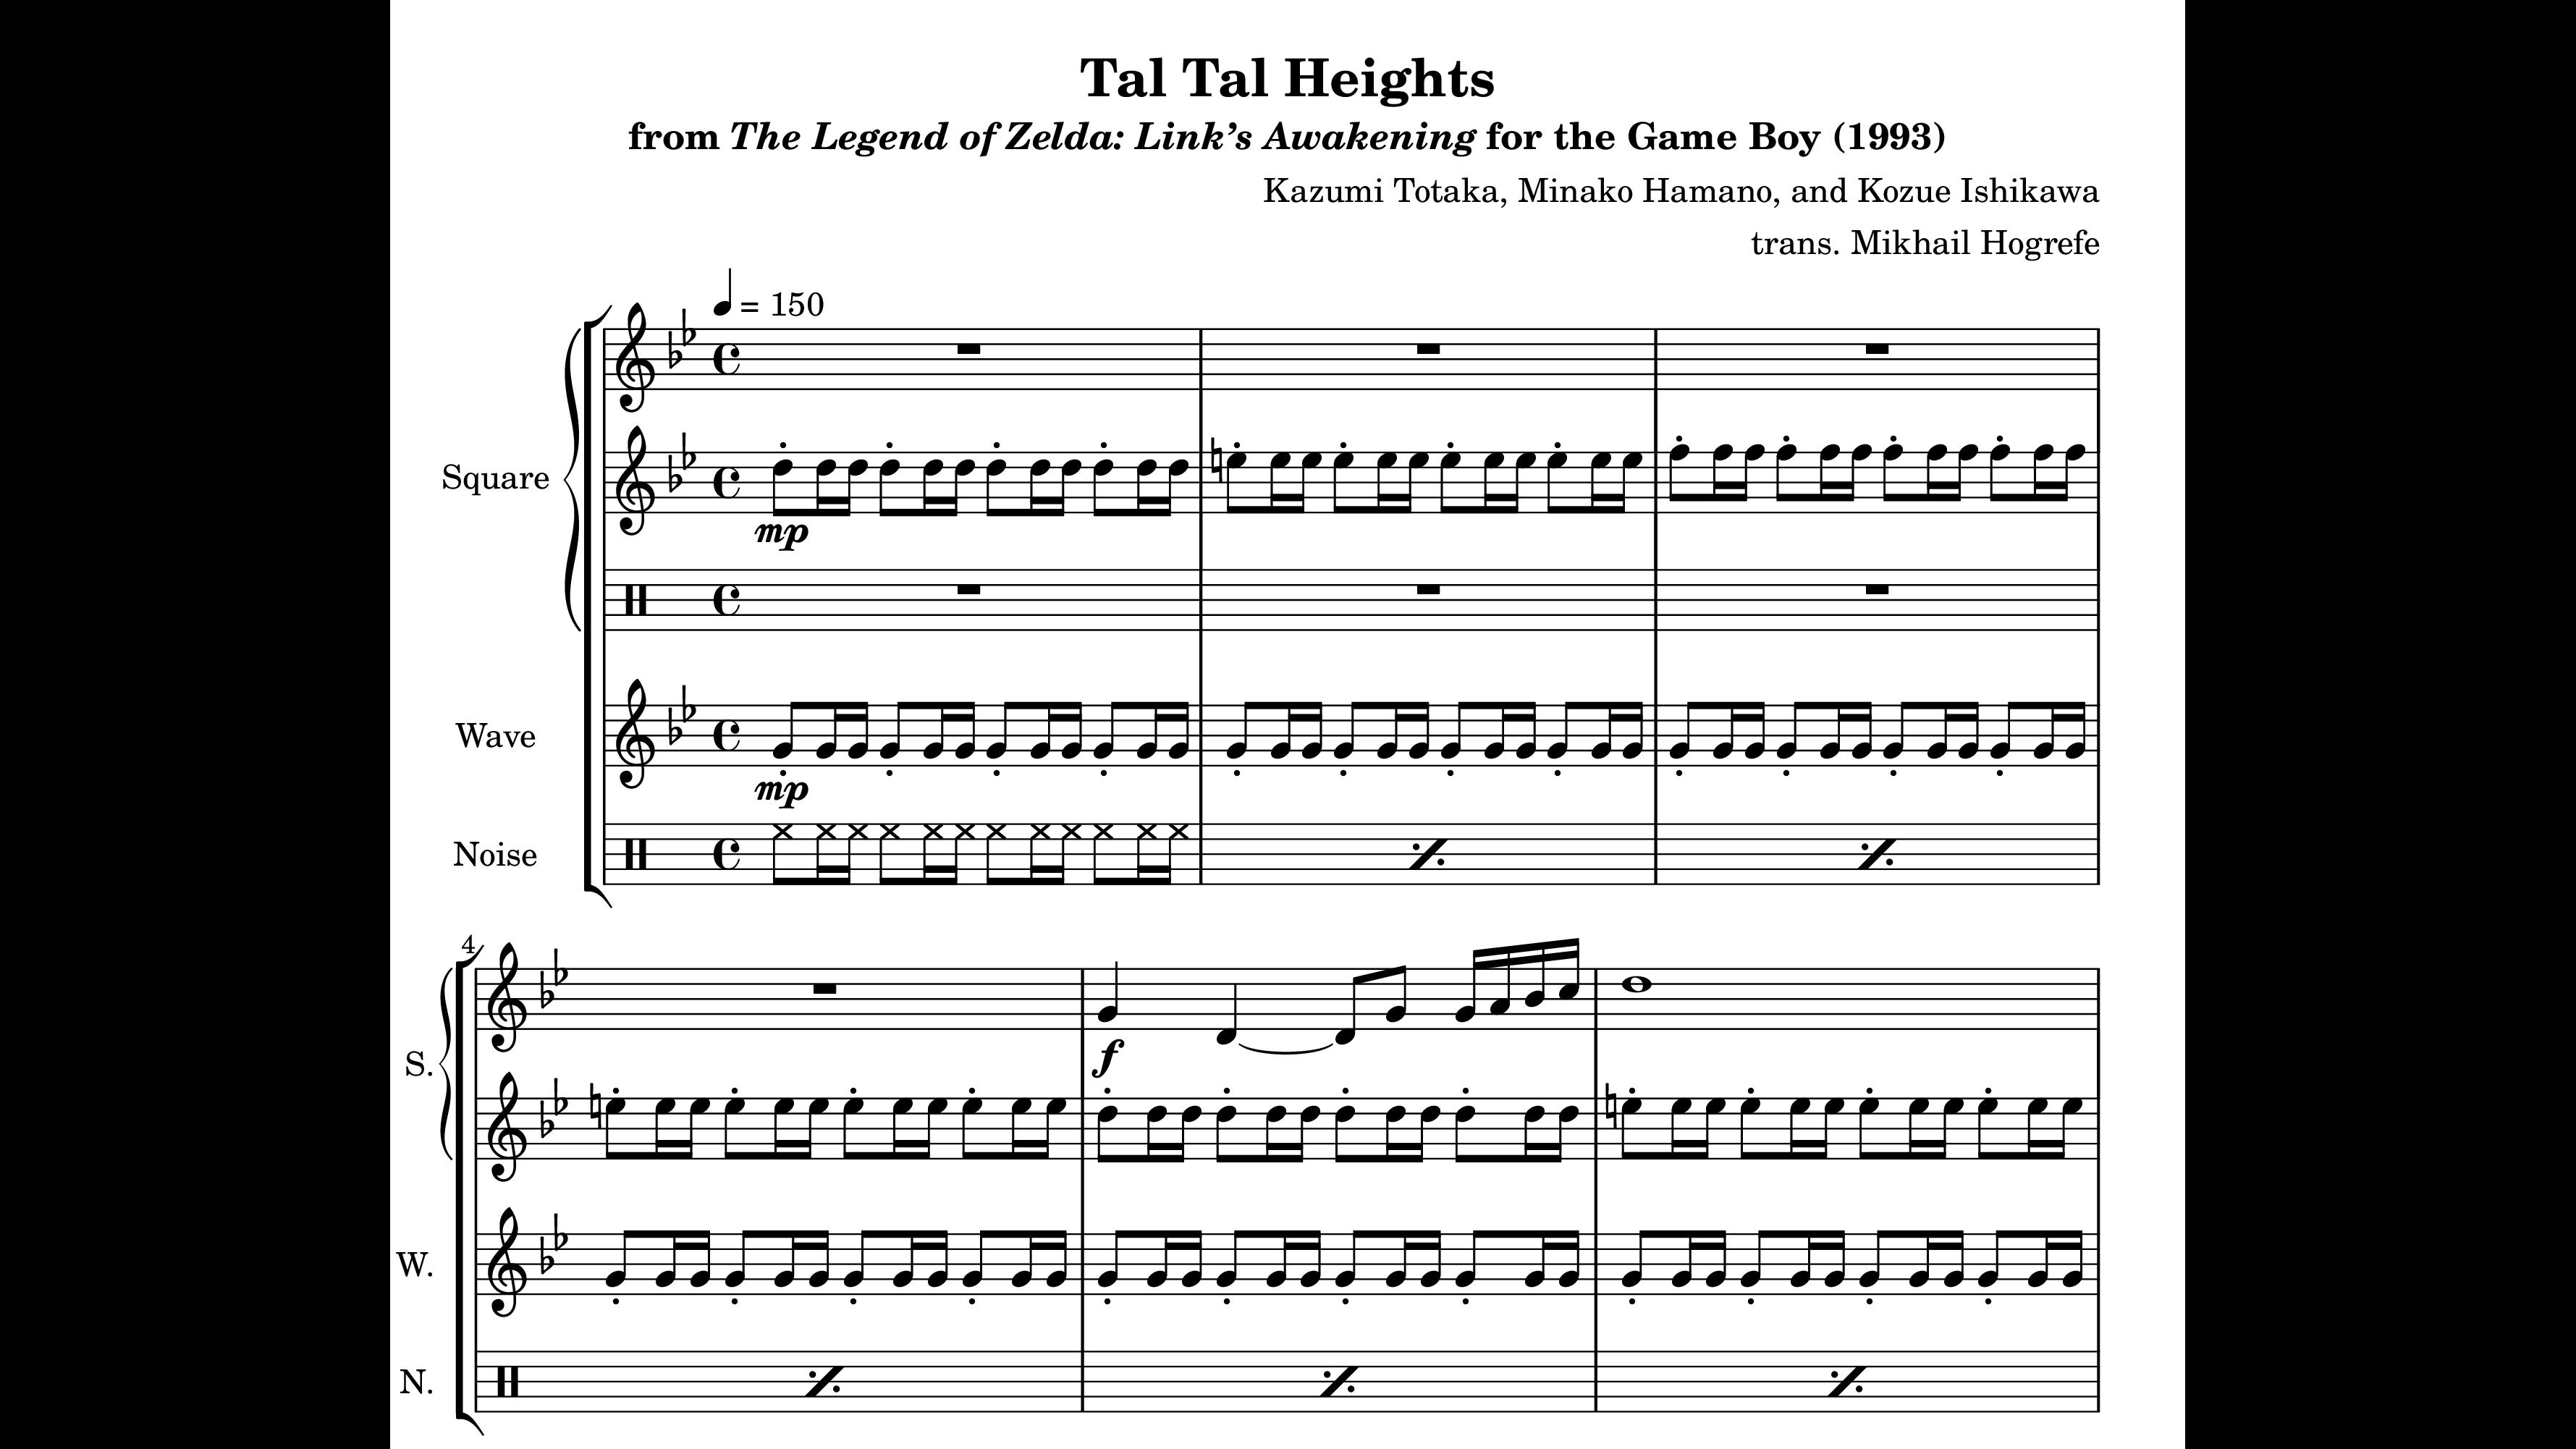 Tal Tal Heights
from The Legend of Zelda: Link’s Awakening for the Game Boy (1993)
Kazumi Totaka, Minako Hamano, and Kozue Ishikawa
trans. Mikhail Hogrefe
= 150
Square
mp
Wave
mp
Noise
4
S.
f
W.
N.